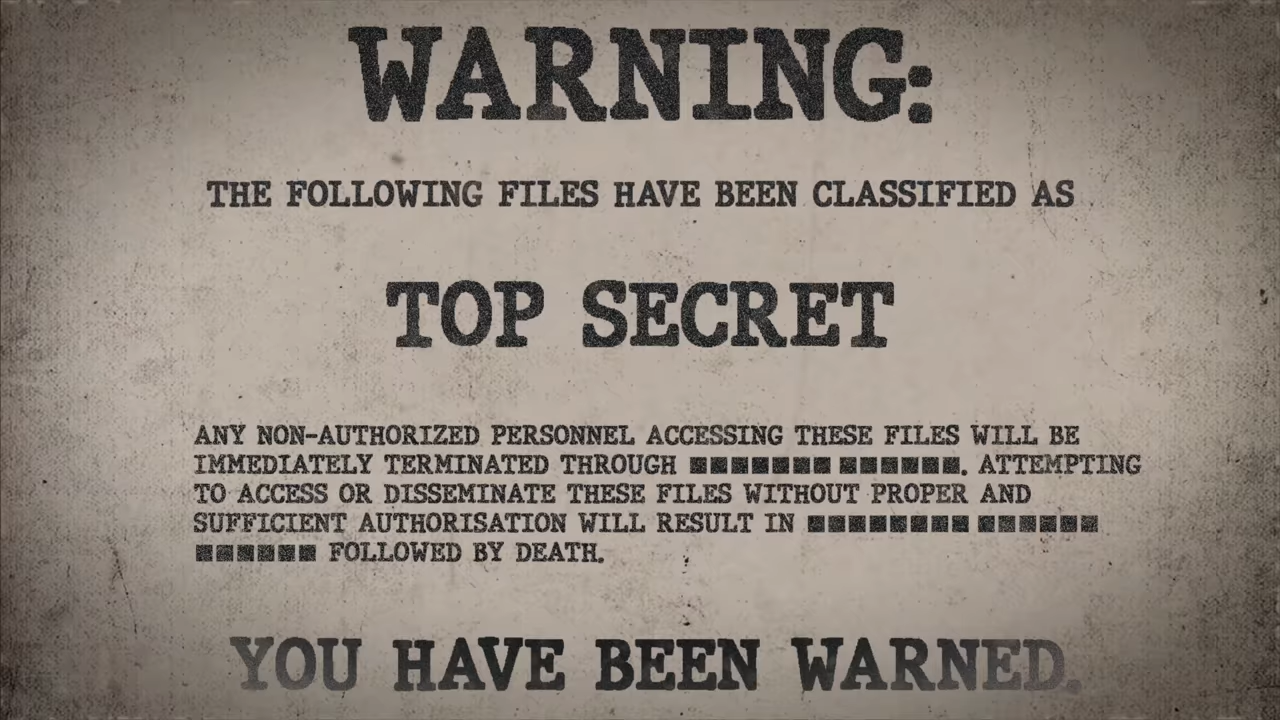 WARNING:
THE FOLLOWING FILES HAVE BEEN CLASSIFIED AS
TOP SECRET
ANY NON-AUTHORIZED PERSONNEL ACCESSING THESE FILES WILL BE
IMMEDIATELY TERMINATED THROUGH ■■■■■■■ ■■■■■■. ATTEMPTING
TO ACCESS OR DISSEMINATE THESE FILES WITHOUT PROPER AND
SUFFICIENT AUTHORISATION WILL RESULT IN ■■■■■■■■ ■■■■■■
■■■■■■ FOLLOWED BY DEATH.
YOU HAVE BEEN WARNED.